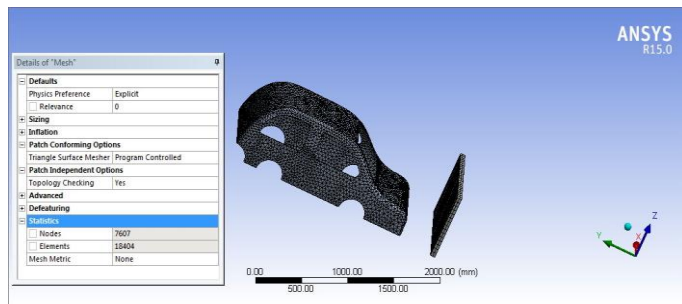 ANSYS
R15.0
Details of "Mesh"
Defaults
Physics Preference Explicit
Relevance 0
Sizing
Inflation
Patch Conforming Options
Triangle Surface Mesher Program Controlled
Patch Independent Options
Topology Checking Yes
Advanced
Defeaturing
Statistics
Nodes 7607
Elements 18404
Mesh Metric None
0.00 1000.00 2000.00 (mm)
500.00 1500.00
Z
Y
X